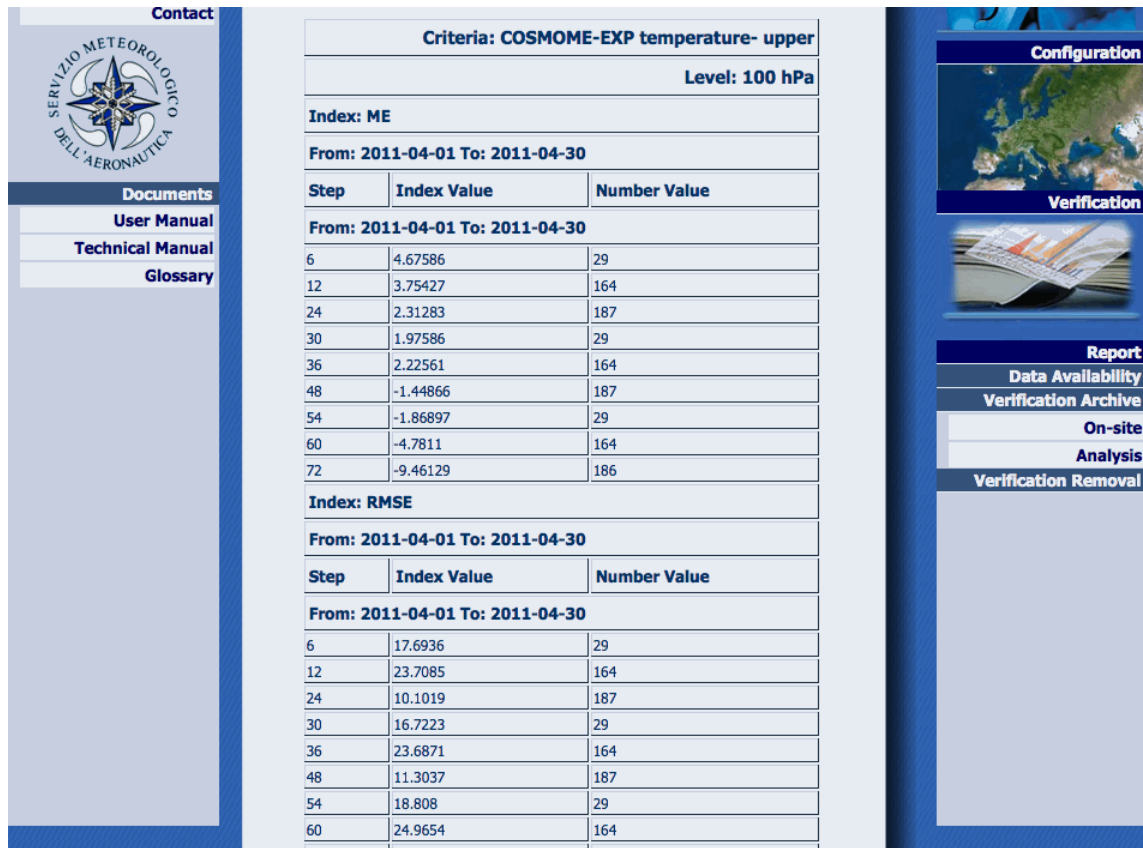 Contact
SERVIZIO METEOROLOGICO DELL'AERONAUTICA
Documents
User Manual
Technical Manual
Glossary
Criteria: COSMOME-EXP temperature- upper
Level: 100 hPa
Index: ME
From: 2011-04-01 To: 2011-04-30
Step Index Value Number Value
From: 2011-04-01 To: 2011-04-30
6 4.67586 29
12 3.75427 164
24 2.31283 187
30 1.97586 29
36 2.22561 164
48 -1.44866 187
54 -1.86897 29
60 -4.7811 164
72 -9.46129 186
Index: RMSE
From: 2011-04-01 To: 2011-04-30
Step Index Value Number Value
From: 2011-04-01 To: 2011-04-30
6 17.6936 29
12 23.7085 164
24 10.1019 187
30 16.7223 29
36 23.6871 164
48 11.3037 187
54 18.808 29
60 24.9654 164
Configuration
Verification
Report
Data Availability
Verification Archive
On-site
Analysis
Verification Removal